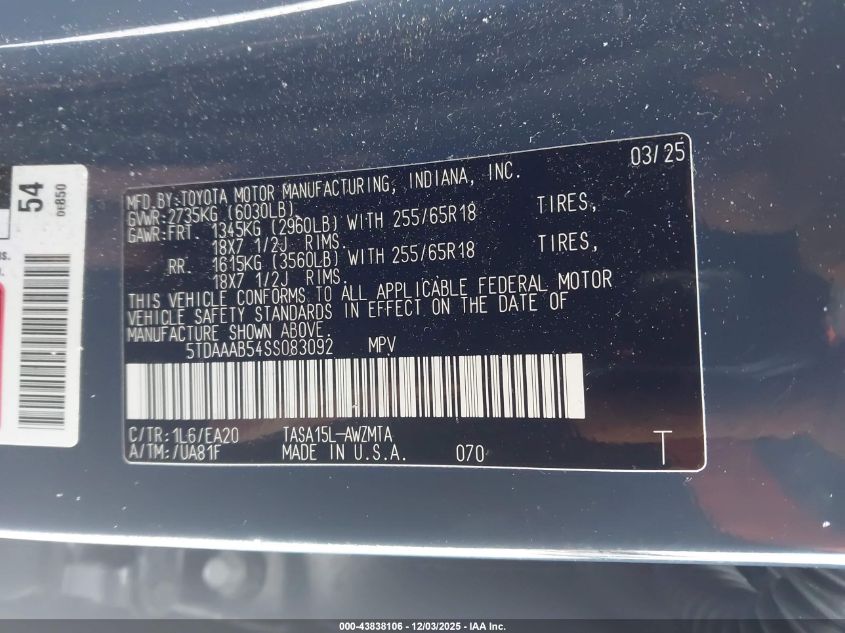 54
DE850
03/25
MFD.BY:TOYOTA MOTOR MANUFACTURING, INDIANA, INC.
GVWR:2735KG (6030LB)
GAWR:FRT. 1345KG (2960LB) WITH 255/65R18 TIRES,
18X7 1/2J RIMS.
RR. 1615KG (3560LB) WITH 255/65R18 TIRES,
18X7 1/2J RIMS.
THIS VEHICLE CONFORMS TO ALL APPLICABLE FEDERAL MOTOR
VEHICLE SAFETY STANDARDS IN EFFECT ON THE DATE OF
MANUFACTURE SHOWN ABOVE.
5TDAAAB54SS083092 MPV
C/TR:1L6/EA20 TASA15L-AWZMTA
A/TM:/UA81F MADE IN U.S.A. 070 T
000-43838106 - 12/03/2025 - IAA Inc.